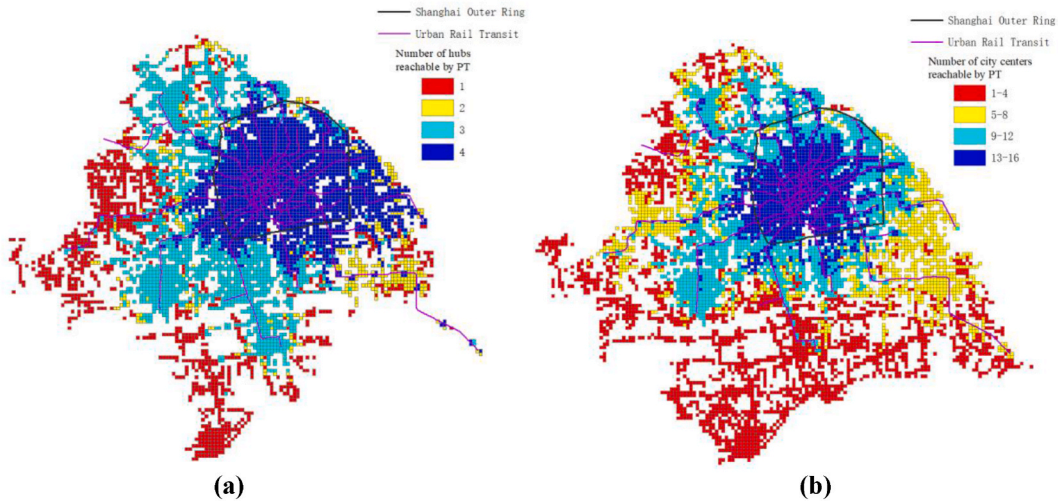 Shanghai Outer Ring
Urban Rail Transit
Number of hubs
reachable by PT
1
2
3
4
(a)
Shanghai Outer Ring
Urban Rail Transit
Number of city centers
reachable by PT
1-4
5-8
9-12
13-16
(b)